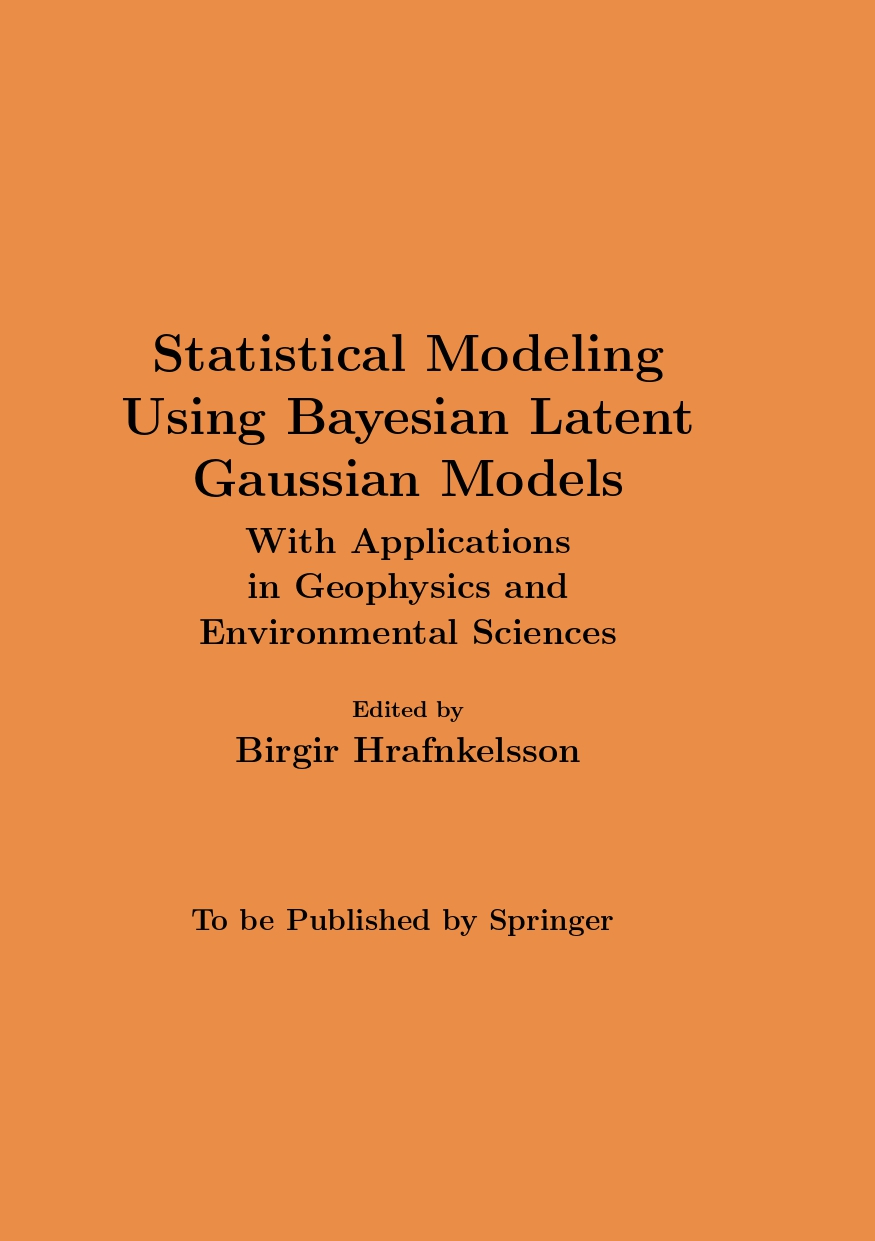 Statistical Modeling
Using Bayesian Latent
Gaussian Models
With Applications
in Geophysics and
Environmental Sciences
Edited by
Birgir Hrafnkelsson
To be Published by Springer